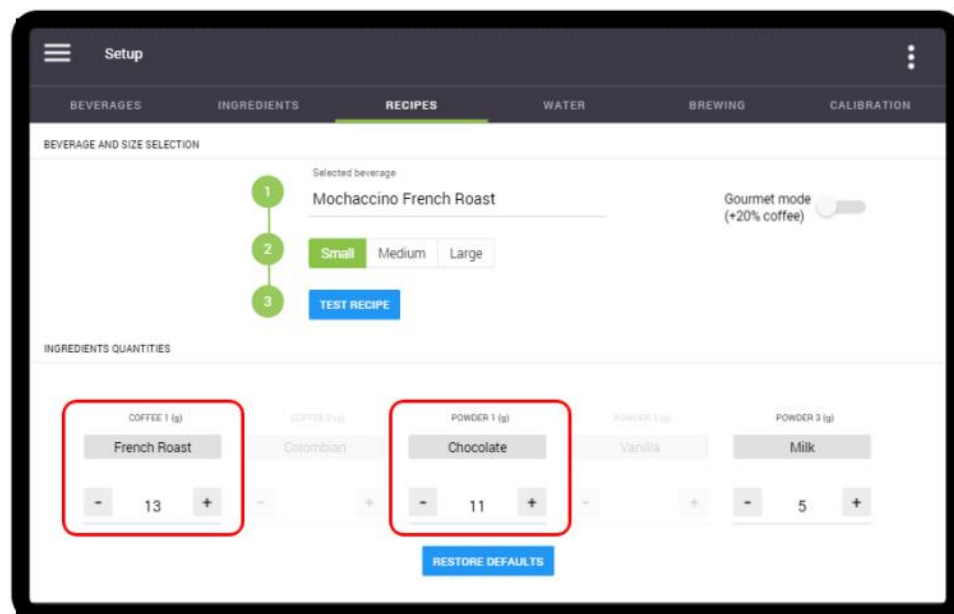 Setup
BEVERAGES INGREDIENTS RECIPES WATER BREWING CALIBRATION
BEVERAGE AND SIZE SELECTION
1
Selected beverage
Mochaccino French Roast
Gourmet mode
(+20% coffee)
2
Small Medium Large
3
TEST RECIPE
INGREDIENTS QUANTITIES
COFFEE 1 (g) COFFEE 2 (g) POWDER 1 (g) POWDER 2 (g) POWDER 3 (g)
French Roast Colombian Chocolate Vanilla Milk
- 13 + - + - 11 + - + - 5 +
RESTORE DEFAULTS